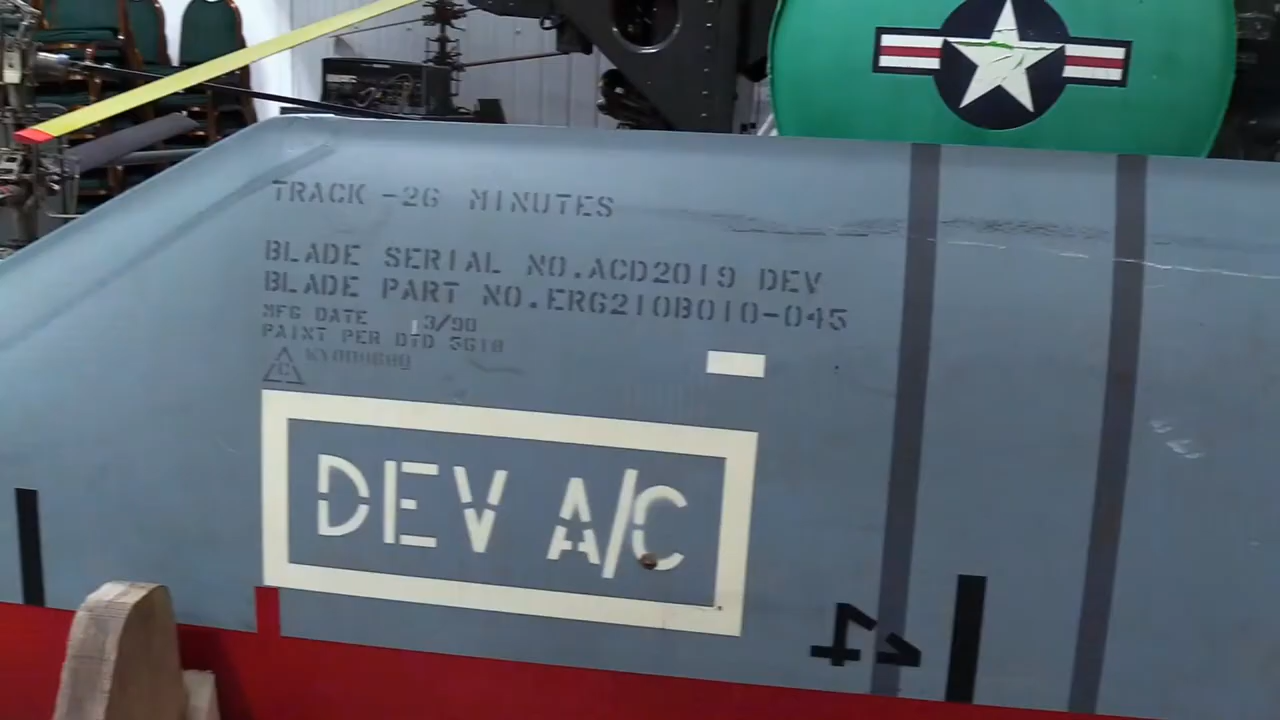 TRACK -26 MINUTES
BLADE SERIAL NO.ACD2019 DEV
BLADE PART NO.ERG210B010-045
MFG DATE 13/90
PAINT PER DTD 5618
C
DEV A/C